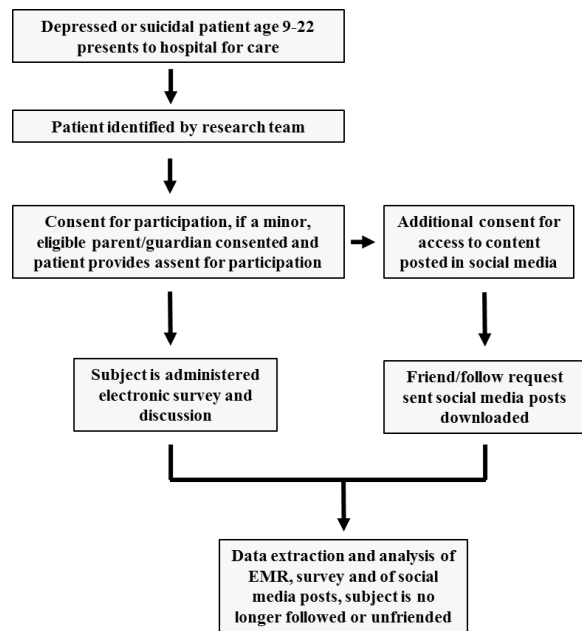 Depressed or suicidal patient age 9-22
presents to hospital for care
Patient identified by research team
Consent for participation, if a minor,
eligible parent/guardian consented and
patient provides assent for participation
Additional consent for
access to content
posted in social media
Subject is administered
electronic survey and
discussion
Friend/follow request
sent social media posts
downloaded
Data extraction and analysis of
EMR, survey and of social
media posts, subject is no
longer followed or unfriended